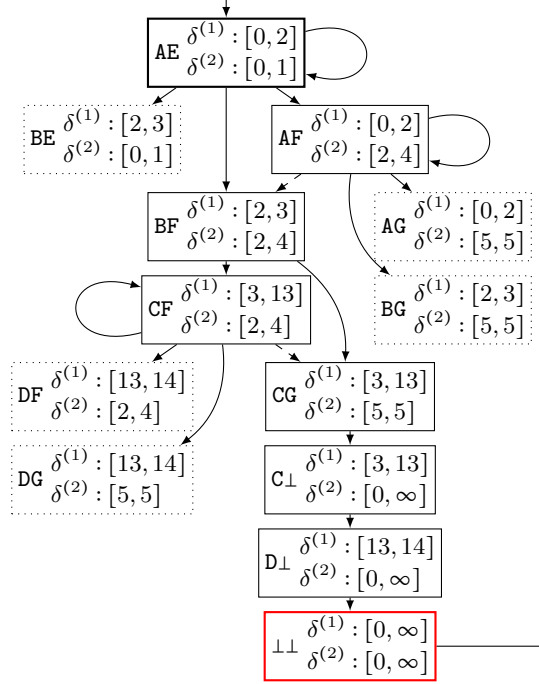 AE δ⁽¹⁾ : [0, 2]
δ⁽²⁾ : [0, 1]
BE δ⁽¹⁾ : [2, 3]
δ⁽²⁾ : [0, 1]
AF δ⁽¹⁾ : [0, 2]
δ⁽²⁾ : [2, 4]
BF δ⁽¹⁾ : [2, 3]
δ⁽²⁾ : [2, 4]
AG δ⁽¹⁾ : [0, 2]
δ⁽²⁾ : [5, 5]
CF δ⁽¹⁾ : [3, 13]
δ⁽²⁾ : [2, 4]
BG δ⁽¹⁾ : [2, 3]
δ⁽²⁾ : [5, 5]
DF δ⁽¹⁾ : [13, 14]
δ⁽²⁾ : [2, 4]
CG δ⁽¹⁾ : [3, 13]
δ⁽²⁾ : [5, 5]
DG δ⁽¹⁾ : [13, 14]
δ⁽²⁾ : [5, 5]
C⊥ δ⁽¹⁾ : [3, 13]
δ⁽²⁾ : [0, ∞]
D⊥ δ⁽¹⁾ : [13, 14]
δ⁽²⁾ : [0, ∞]
⊥⊥ δ⁽¹⁾ : [0, ∞]
δ⁽²⁾ : [0, ∞]